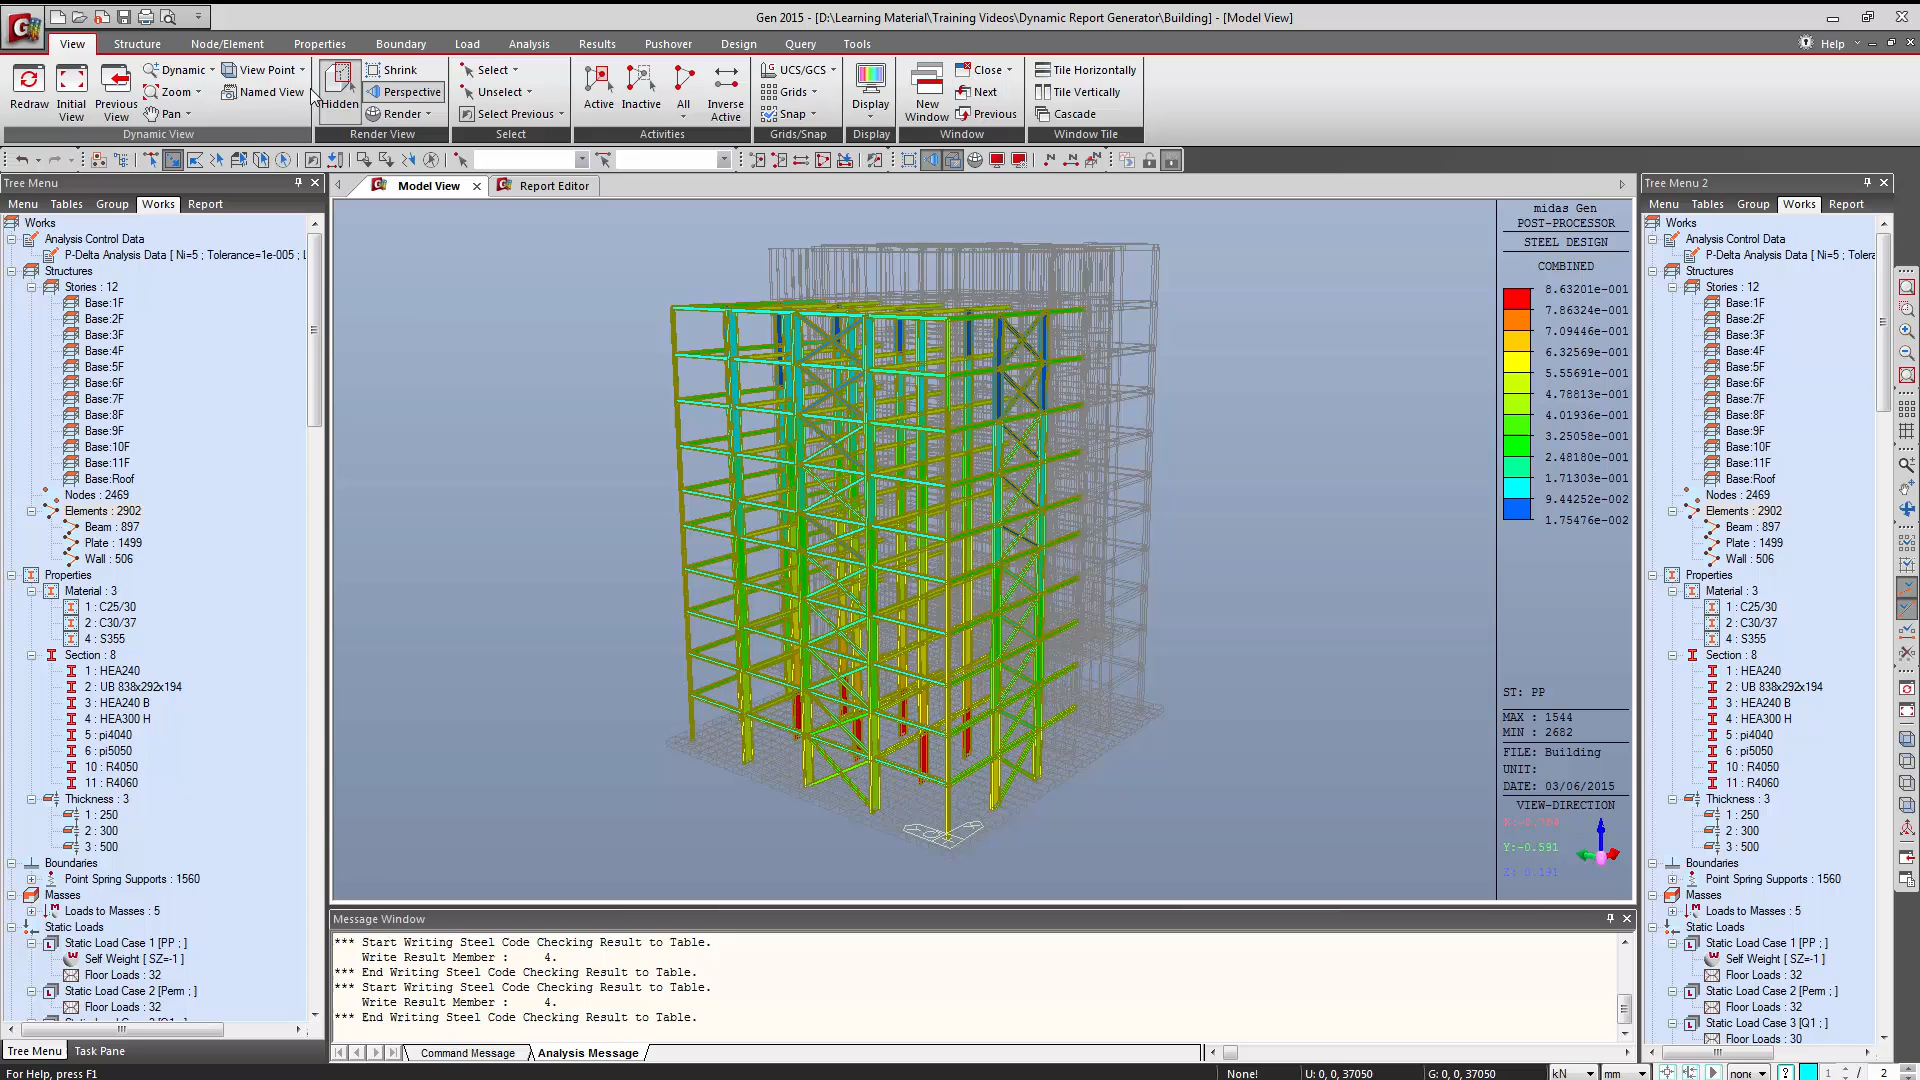 Gen 2015 - [D:\Learning Material\Training Videos\Dynamic Report Generator\Building] - [Model View]
View Structure Node/Element Properties Boundary Load Analysis Results Pushover Design Query Tools Help
Redraw
Initial View
Previous View
Dynamic
Zoom
Pan
View Point
Named View
Dynamic View
Hidden
Shrink
Perspective
Render
Render View
Select
Unselect
Select Previous
Select
Active
Inactive
All
Inverse Active
Activities
UCS/GCS
Grids
Snap
Grids/Snap
Display
Display
New Window
Close
Next
Previous
Window
Tile Horizontally
Tile Vertically
Cascade
Window Tile
Tree Menu
Menu Tables Group Works Report
Works
Analysis Control Data
P-Delta Analysis Data [ Ni=5 ; Tolerance=1e-005 ; L
Structures
Stories : 12
Base:1F
Base:2F
Base:3F
Base:4F
Base:5F
Base:6F
Base:7F
Base:8F
Base:9F
Base:10F
Base:11F
Base:Roof
Nodes : 2469
Elements : 2902
Beam : 897
Plate : 1499
Wall : 506
Properties
Material : 3
1 : C25/30
2 : C30/37
4 : S355
Section : 8
1 : HEA240
2 : UB 838x292x194
3 : HEA240 B
4 : HEA300 H
5 : pi4040
6 : pi5050
10 : R4050
11 : R4060
Thickness : 3
1 : 250
2 : 300
3 : 500
Boundaries
Point Spring Supports : 1560
Masses
Loads to Masses : 5
Static Loads
Static Load Case 1 [PP ; ]
Self Weight [ SZ=-1 ]
Floor Loads : 32
Static Load Case 2 [Perm ; ]
Floor Loads : 32
Tree Menu Task Pane
For Help, press F1
Model View Report Editor
midas Gen
POST-PROCESSOR
STEEL DESIGN
COMBINED
8.63201e-001
7.86324e-001
7.09446e-001
6.32569e-001
5.55691e-001
4.78813e-001
4.01936e-001
3.25058e-001
2.48180e-001
1.71303e-001
9.44252e-002
1.75476e-002
ST: PP
MAX : 1544
MIN : 2682
FILE: Building
UNIT:
DATE: 03/06/2015
VIEW-DIRECTION
Y:-0.591
Z: 0.191
Message Window
*** Start Writing Steel Code Checking Result to Table.
Write Result Member : 4.
*** End Writing Steel Code Checking Result to Table.
*** Start Writing Steel Code Checking Result to Table.
Write Result Member : 4.
*** End Writing Steel Code Checking Result to Table.
Command Message Analysis Message
Tree Menu 2
Menu Tables Group Works Report
Works
Analysis Control Data
P-Delta Analysis Data [ Ni=5 ; Tolera
Structures
Stories : 12
Base:1F
Base:2F
Base:3F
Base:4F
Base:5F
Base:6F
Base:7F
Base:8F
Base:9F
Base:10F
Base:11F
Base:Roof
Nodes : 2469
Elements : 2902
Beam : 897
Plate : 1499
Wall : 506
Properties
Material : 3
1 : C25/30
2 : C30/37
4 : S355
Section : 8
1 : HEA240
2 : UB 838x292x194
3 : HEA240 B
4 : HEA300 H
5 : pi4040
6 : pi5050
10 : R4050
11 : R4060
Thickness : 3
1 : 250
2 : 300
3 : 500
Boundaries
Point Spring Supports : 1560
Masses
Loads to Masses : 5
Static Loads
Static Load Case 1 [PP ; ]
Self Weight [ SZ=-1 ]
Floor Loads : 32
Static Load Case 2 [Perm ; ]
Floor Loads : 32
Static Load Case 3 [Q1 ; ]
Floor Loads : 30
None! U: 0, 0, 37050 G: 0, 0, 37050 kN mm none ? 1 / 2